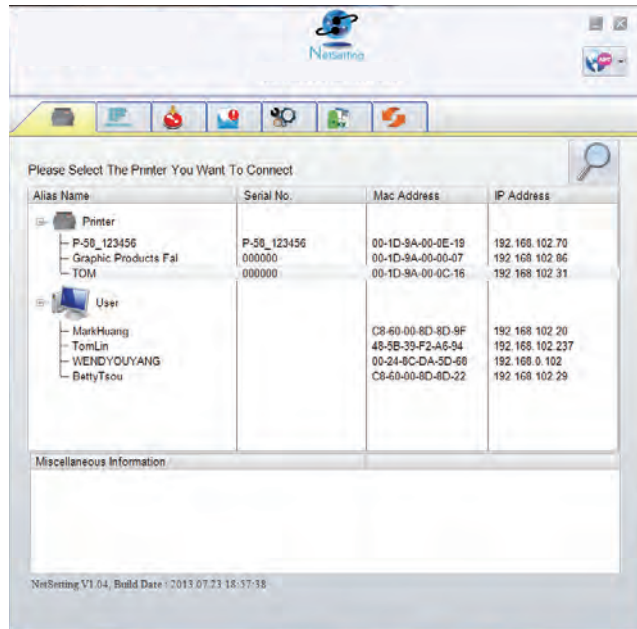 NetSetting
Please Select The Printer You Want To Connect
Alias Name Serial No. Mac Address IP Address
Printer
P-58_123456 P-58_123456 00-1D-9A-00-0E-19 192.168.102.70
Graphic Products Fal 000000 00-1D-9A-00-00-07 192.168.102.86
TOM 000000 00-1D-9A-00-0C-16 192.168.102.31
User
MarkHuang C8-60-00-8D-8D-9F 192.168.102.20
TomLin 48-5B-39-F2-A6-94 192.168.102.237
WENDYOUYANG 00-24-8C-DA-5D-68 192.168.0.102
BettyTsou C8-60-00-8D-8D-22 192.168.102.29
Miscellaneous Information
NetSetting V1.04, Build Date : 2013.07.23 18:37:38